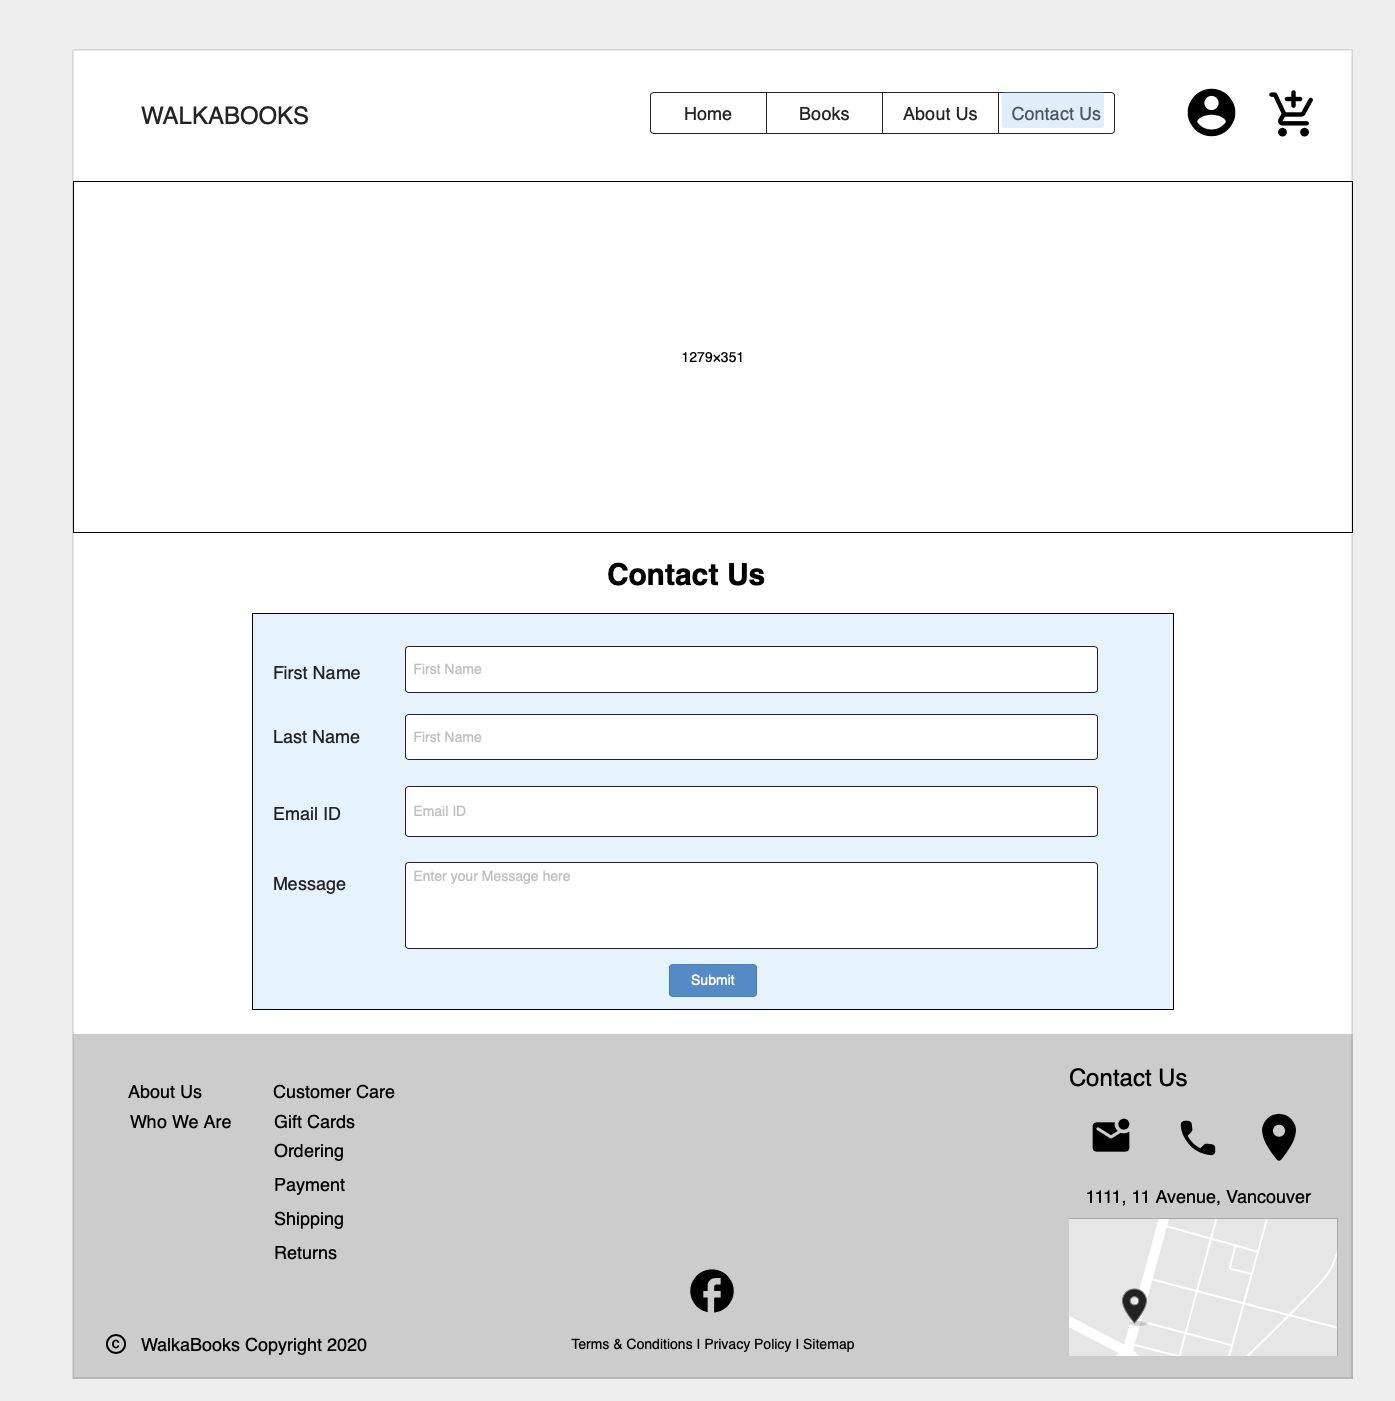 WALKABOOKS
Home Books About Us Contact Us
1279×351
Contact Us
First Name First Name
Last Name First Name
Email ID Email ID
Message Enter your Message here
Submit
About Us
Who We Are
Customer Care
Gift Cards
Ordering
Payment
Shipping
Returns
Contact Us
1111, 11 Avenue, Vancouver
© WalkaBooks Copyright 2020
Terms & Conditions I Privacy Policy I Sitemap